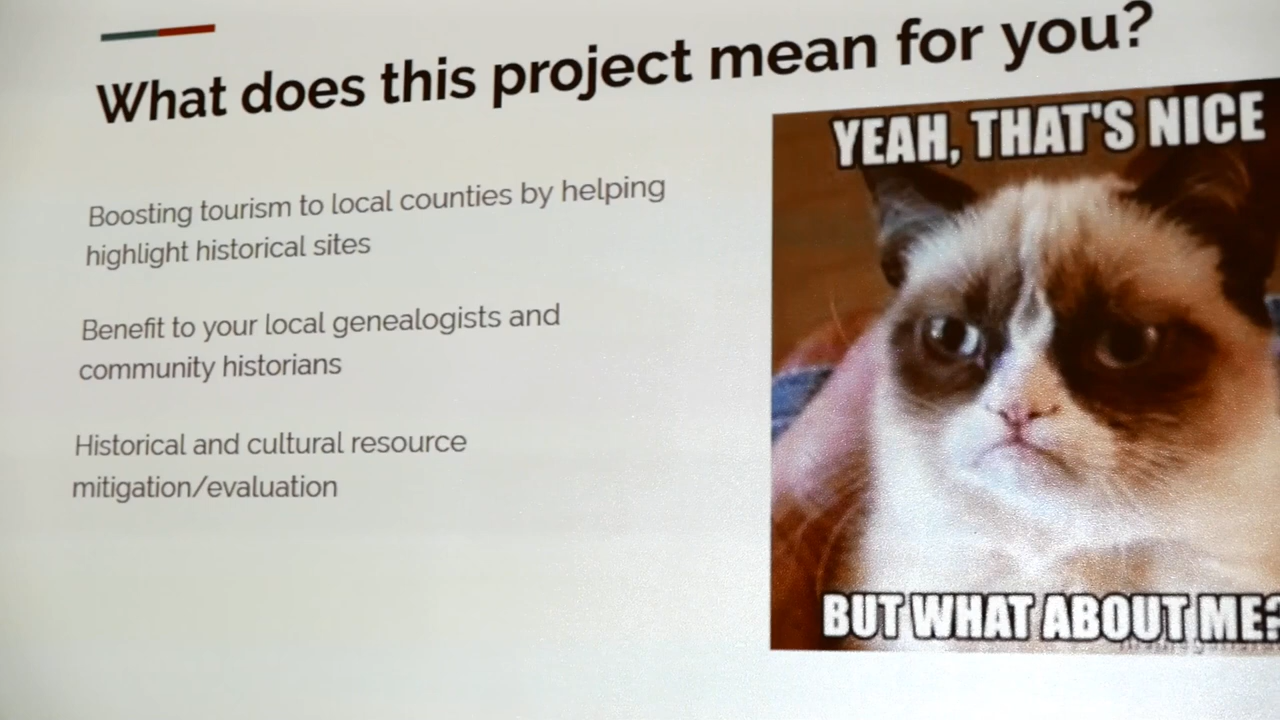 What does this project mean for you?
Boosting tourism to local counties by helping
highlight historical sites
Benefit to your local genealogists and
community historians
Historical and cultural resource
mitigation/evaluation
YEAH, THAT'S NICE
BUT WHAT ABOUT ME?